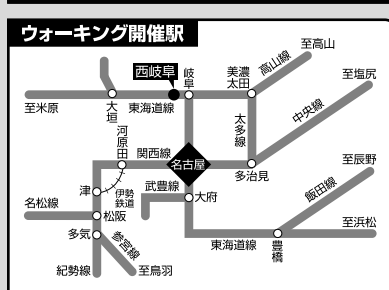 ウォーキング開催駅
至高山
西岐阜
岐阜
美濃太田
高山線
至塩尻
至米原
大垣
東海道線
太多線
中央線
河原田
関西線
名古屋
多治見
至辰野
武豊線
飯田線
津
伊勢鉄道
大府
名松線
松阪
至浜松
多気
参宮線
東海道線
豊橋
紀勢線
至鳥羽